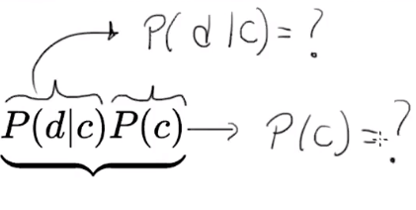 P( d | c) = ?
P(d|c)P(c) → P(c) = ?